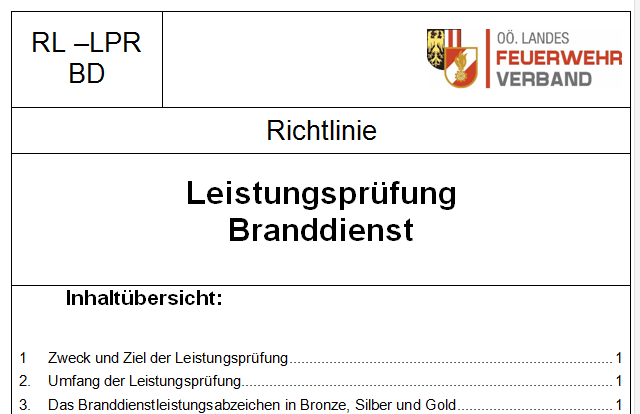 RL –LPR
BD
OÖ. LANDES
FEUERWEHR
VERBAND
Richtlinie
Leistungsprüfung
Branddienst
Inhaltübersicht:
1 Zweck und Ziel der Leistungsprüfung 1
2. Umfang der Leistungsprüfung 1
3. Das Branddienstleistungsabzeichen in Bronze, Silber und Gold 1